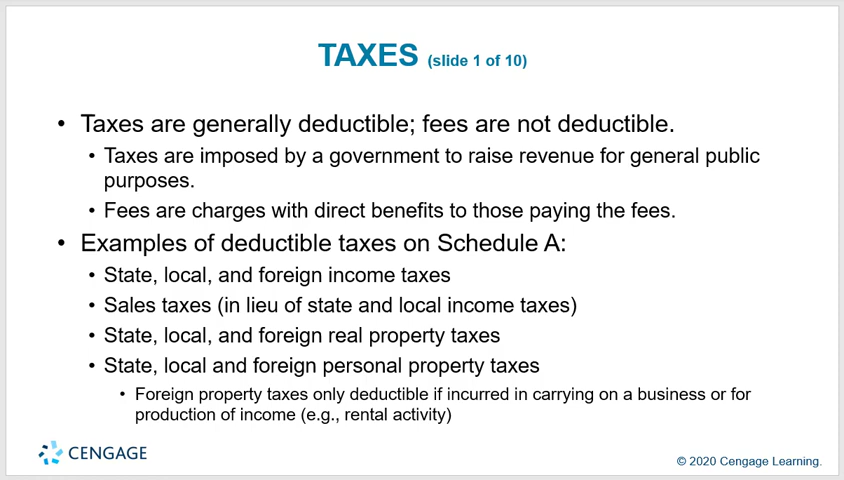 TAXES (slide 1 of 10)
• Taxes are generally deductible; fees are not deductible.
• Taxes are imposed by a government to raise revenue for general public
purposes.
• Fees are charges with direct benefits to those paying the fees.
• Examples of deductible taxes on Schedule A:
• State, local, and foreign income taxes
• Sales taxes (in lieu of state and local income taxes)
• State, local, and foreign real property taxes
• State, local and foreign personal property taxes
• Foreign property taxes only deductible if incurred in carrying on a business or for
production of income (e.g., rental activity)
CENGAGE
© 2020 Cengage Learning.